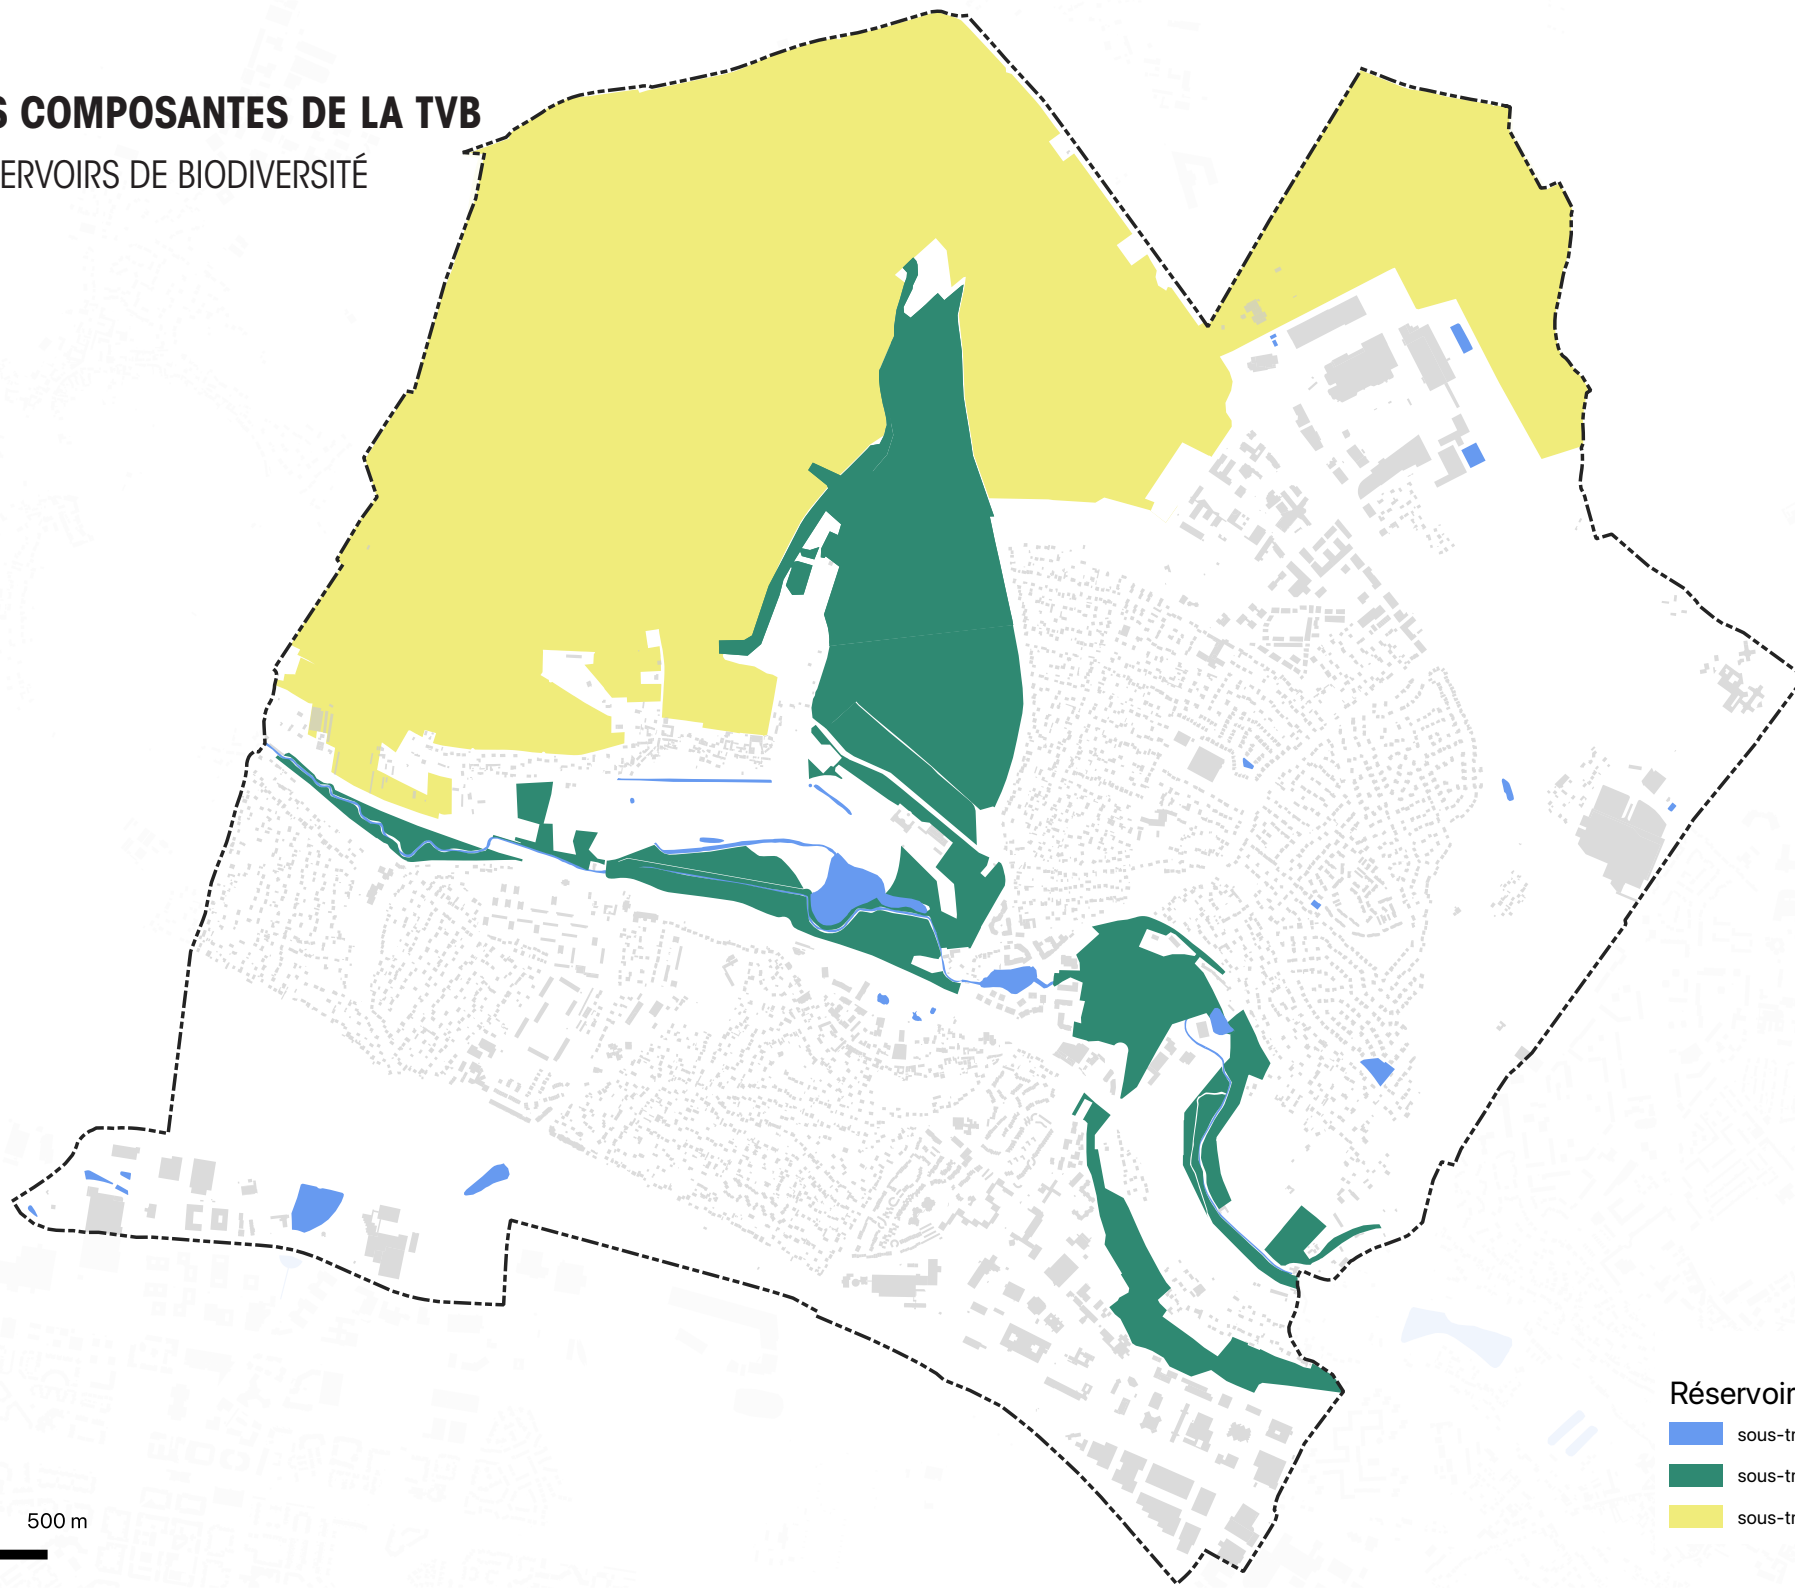 S COMPOSANTES DE LA TVB
ERVOIRS DE BIODIVERSITÉ
Réservoir
sous-tr
sous-tr
sous-tr
500 m